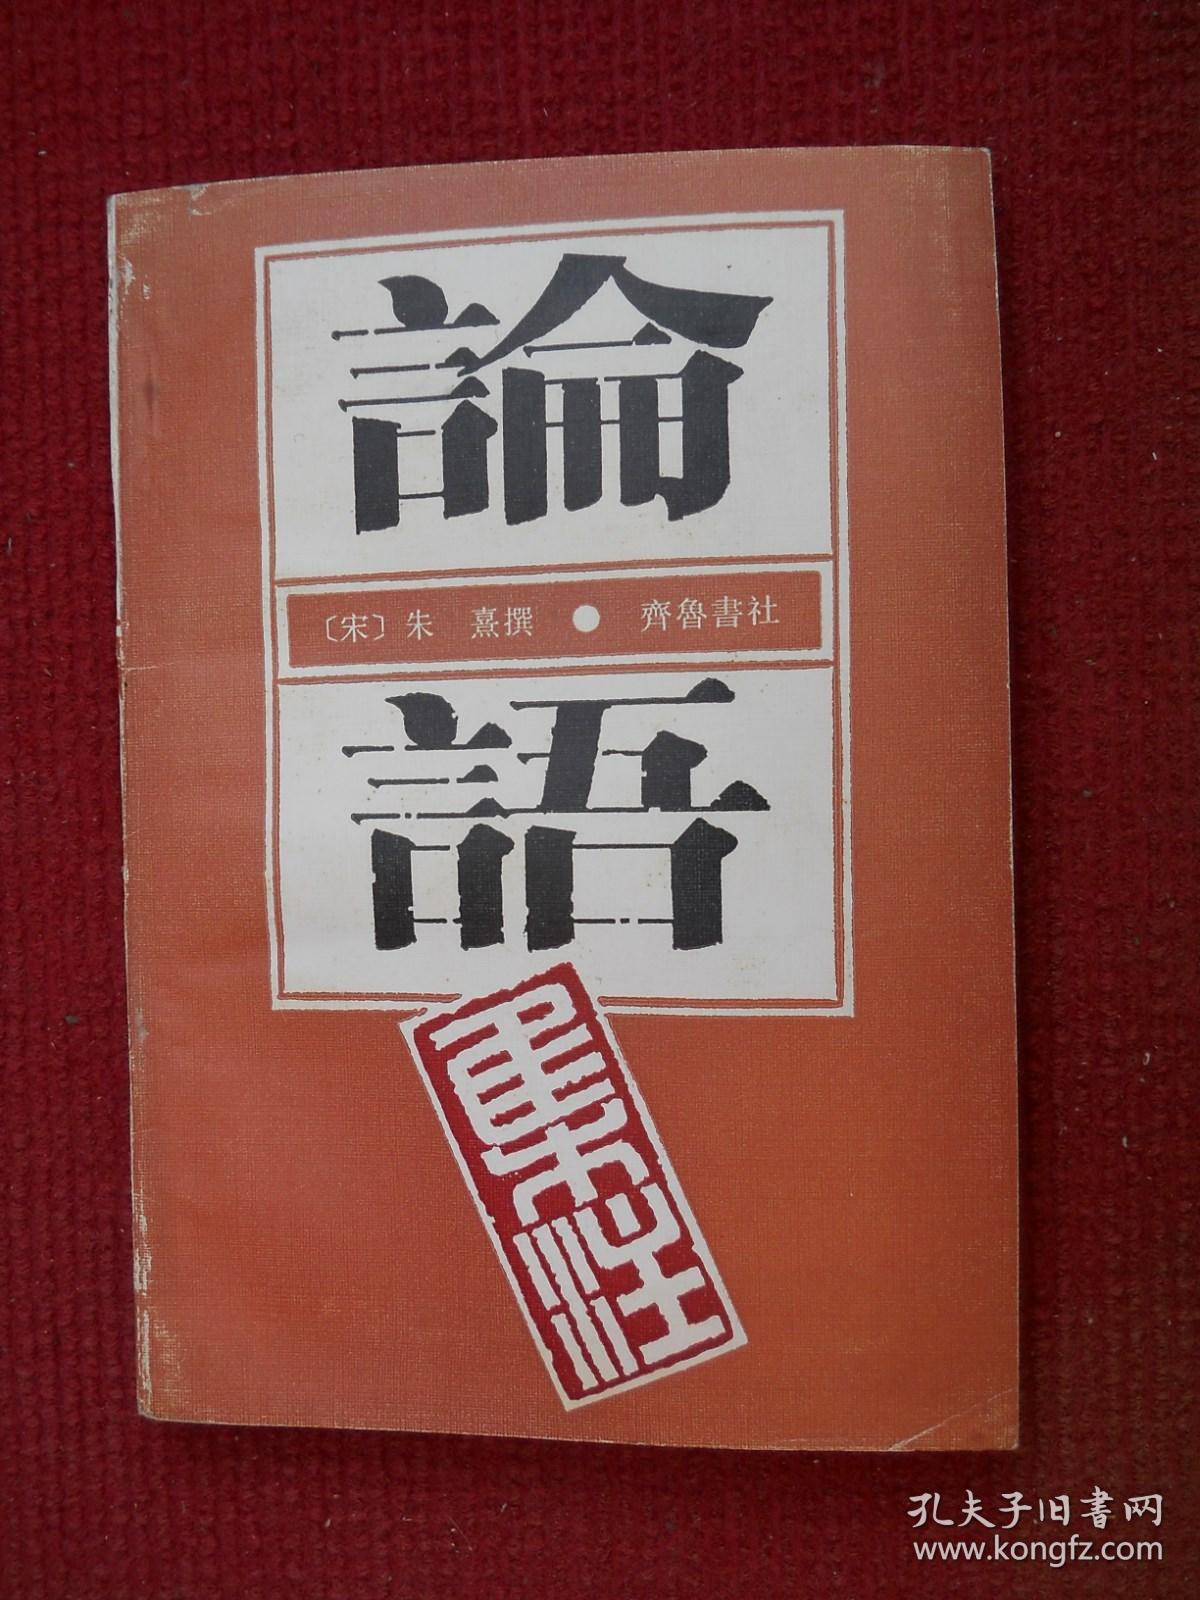 論
〔宋〕朱 熹撰 ● 齊魯書社
語
集注
孔夫子旧書网
www.kongfz.com